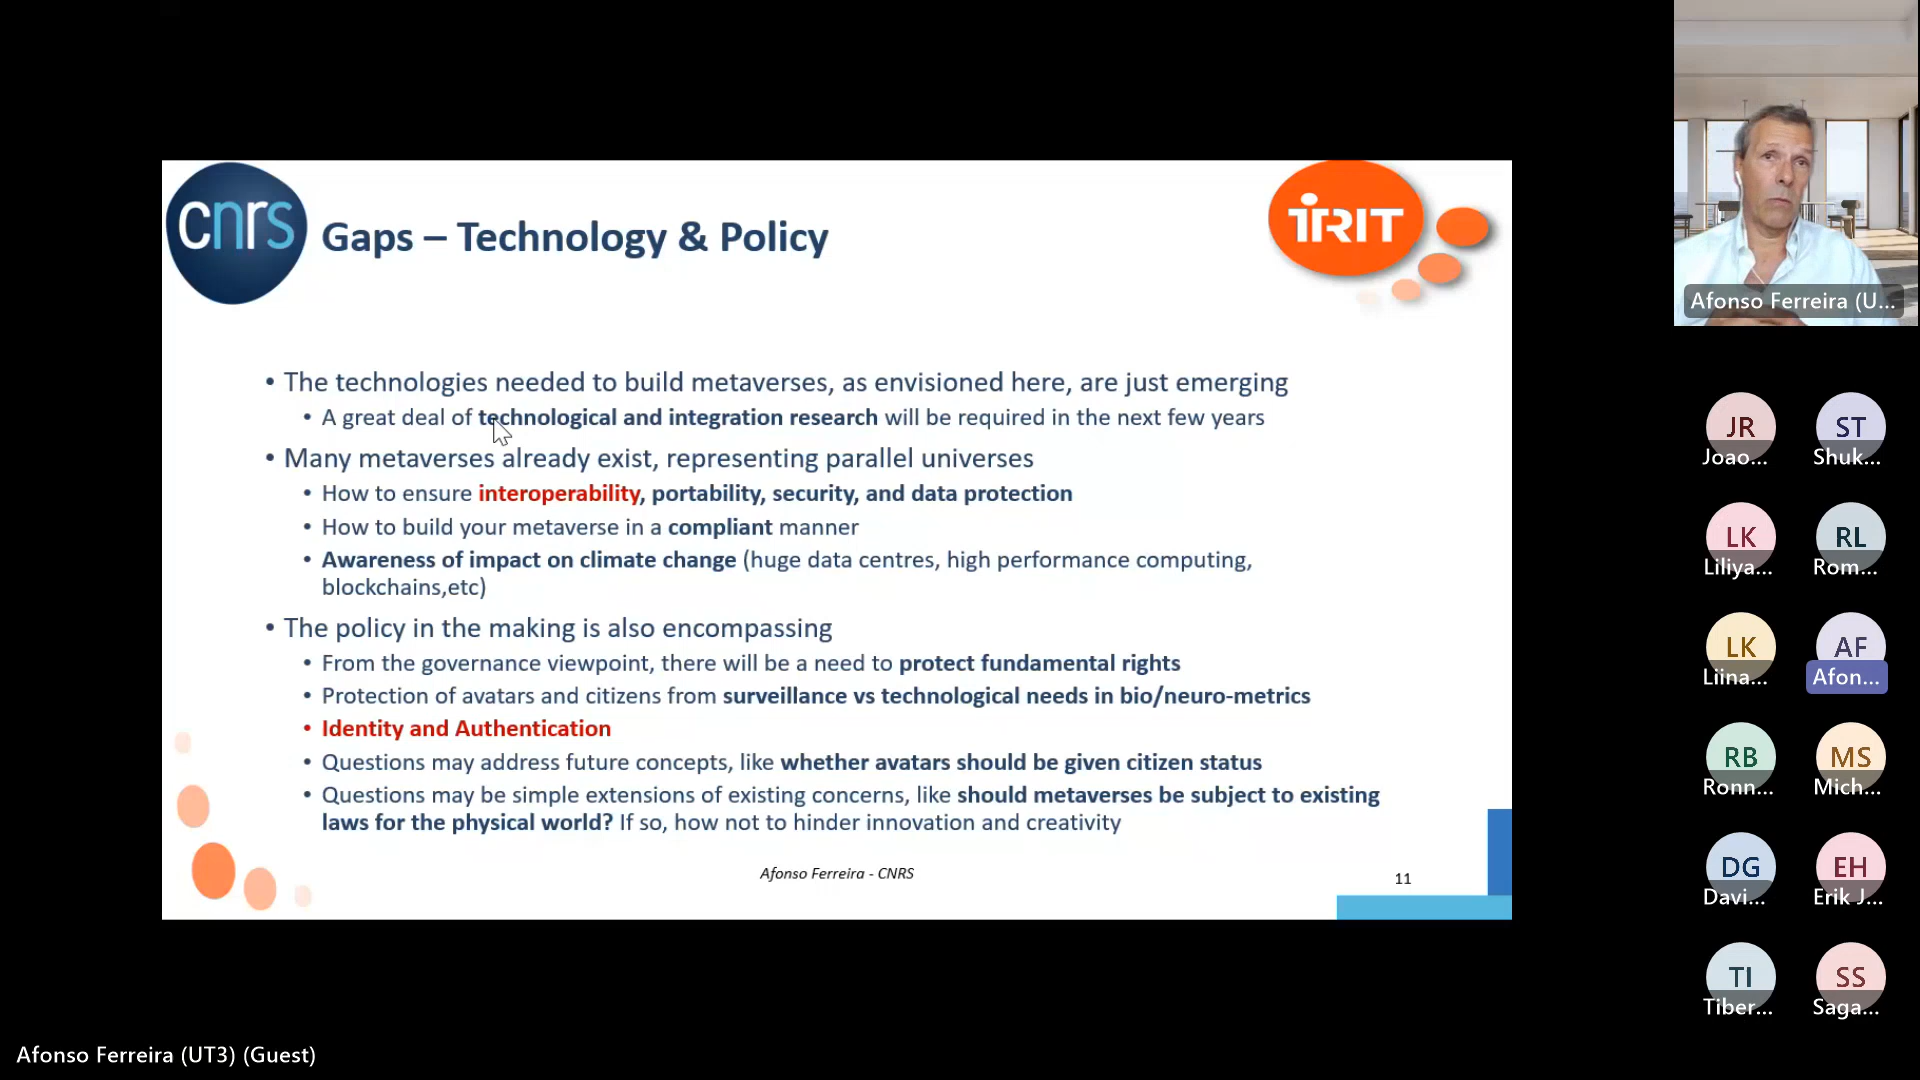 cnrs
Gaps – Technology & Policy
iRIT
• The technologies needed to build metaverses, as envisioned here, are just emerging
• A great deal of technological and integration research will be required in the next few years
• Many metaverses already exist, representing parallel universes
• How to ensure interoperability, portability, security, and data protection
• How to build your metaverse in a compliant manner
• Awareness of impact on climate change (huge data centres, high performance computing,
blockchains,etc)
• The policy in the making is also encompassing
• From the governance viewpoint, there will be a need to protect fundamental rights
• Protection of avatars and citizens from surveillance vs technological needs in bio/neuro-metrics
• Identity and Authentication
• Questions may address future concepts, like whether avatars should be given citizen status
• Questions may be simple extensions of existing concerns, like should metaverses be subject to existing
laws for the physical world? If so, how not to hinder innovation and creativity
Afonso Ferreira - CNRS
11
Afonso Ferreira (U...
JR
Joao...
ST
Shuk...
LK
Liliya...
RL
Rom...
LK
Liina...
AF
Afon...
RB
Ronn...
MS
Mich...
DG
Davi...
EH
Erik J...
TI
Tiber...
SS
Saga...
Afonso Ferreira (UT3) (Guest)